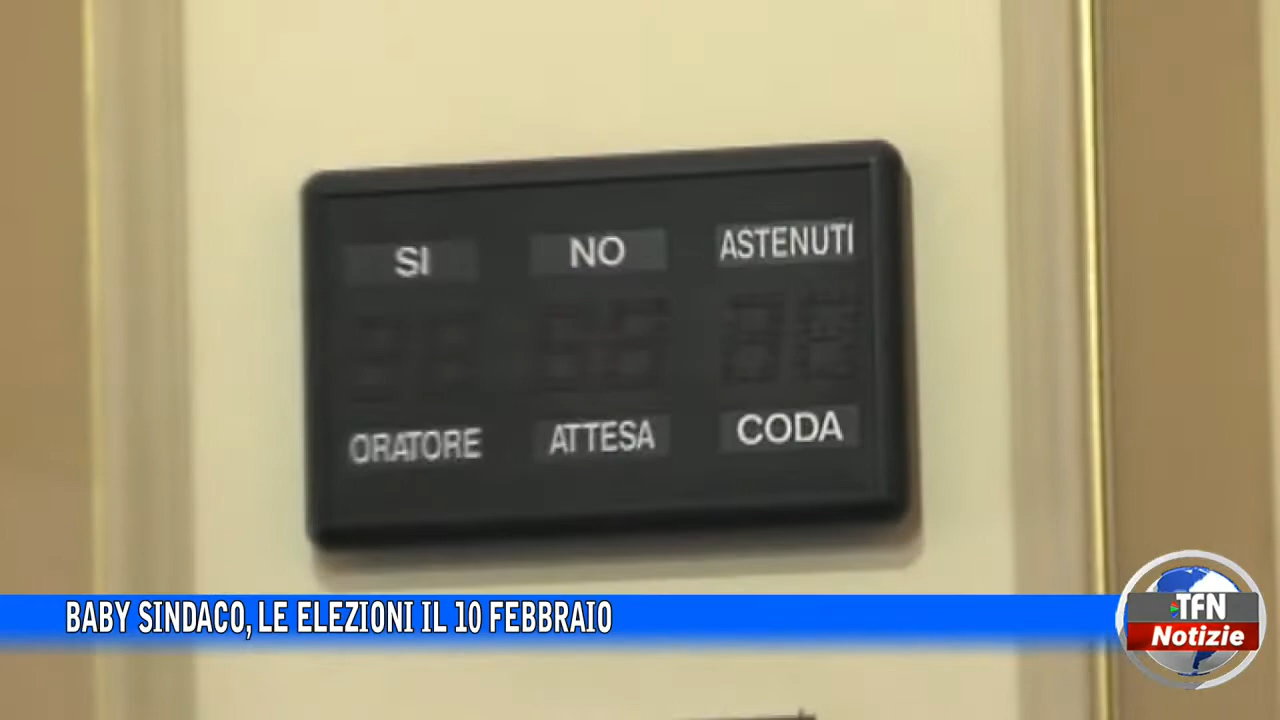 SI NO ASTENUTI
ORATORE ATTESA CODA
BABY SINDACO, LE ELEZIONI IL 10 FEBBRAIO
TFN
Notizie